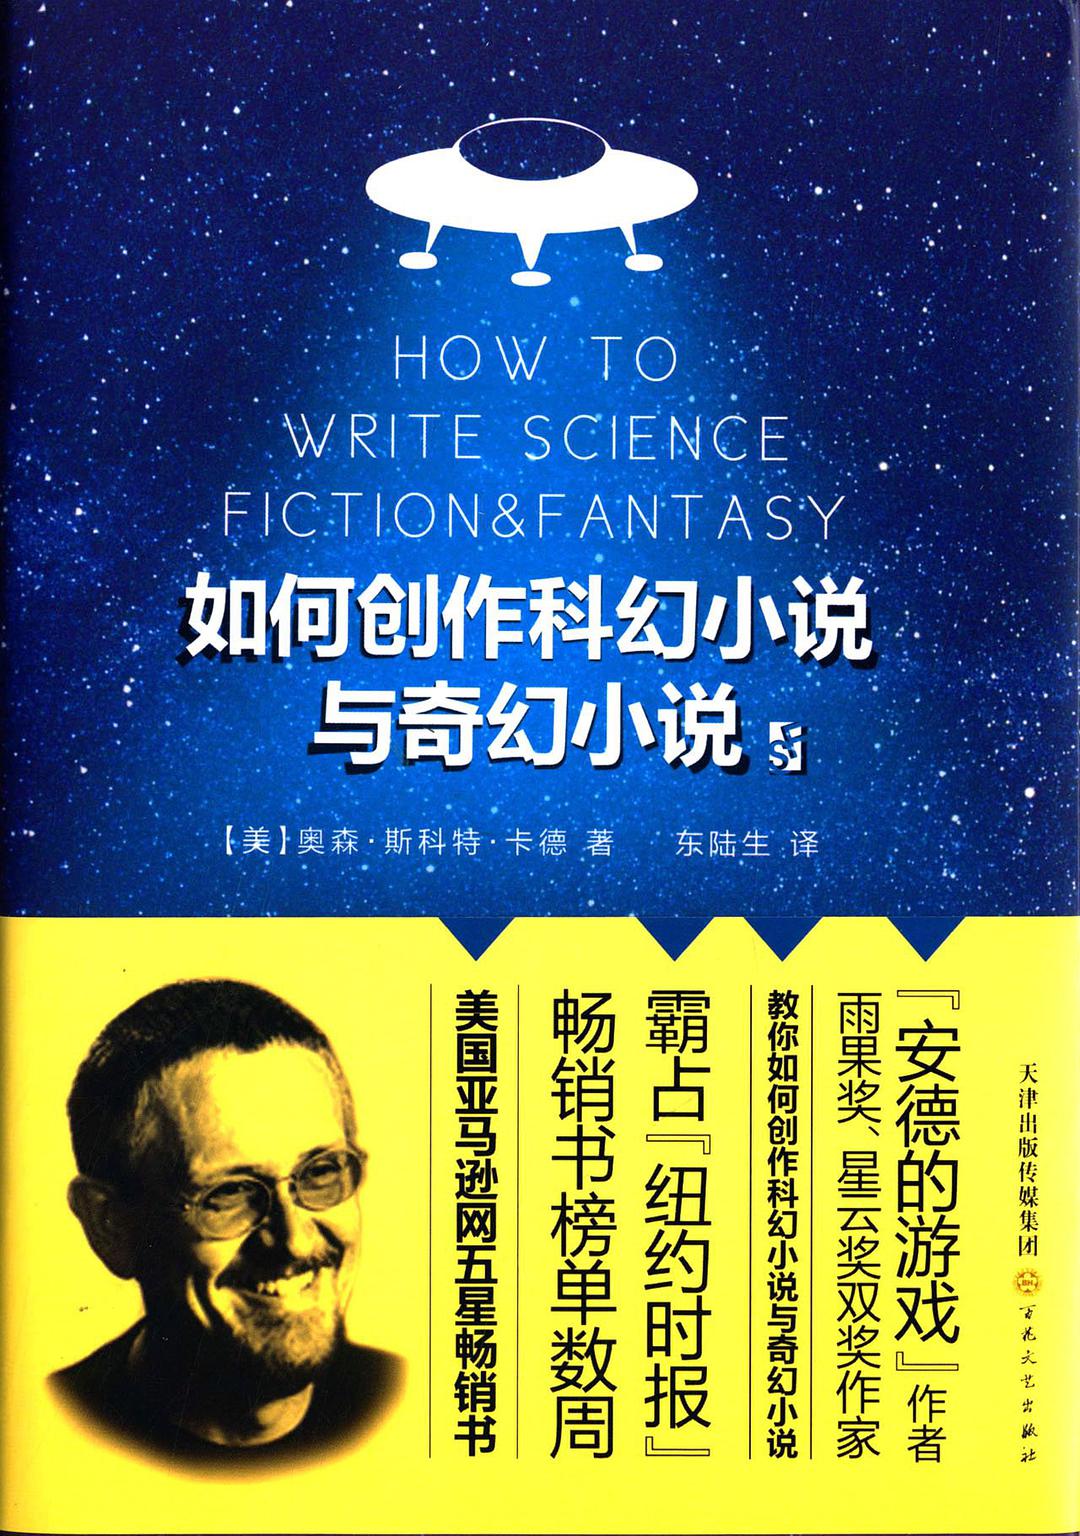 HOW TO
WRITE SCIENCE
FICTION&FANTASY
如何创作科幻小说
与奇幻小说
SF
【美】奥森·斯科特·卡德 著 东陆生 译
『安德的游戏』作者
雨果奖、星云奖双奖作家
教你如何创作科幻小说与奇幻小说
霸占『纽约时报』
畅销书榜单数周
美国亚马逊网五星畅销书
天津出版传媒集团
BH
百花文艺出版社